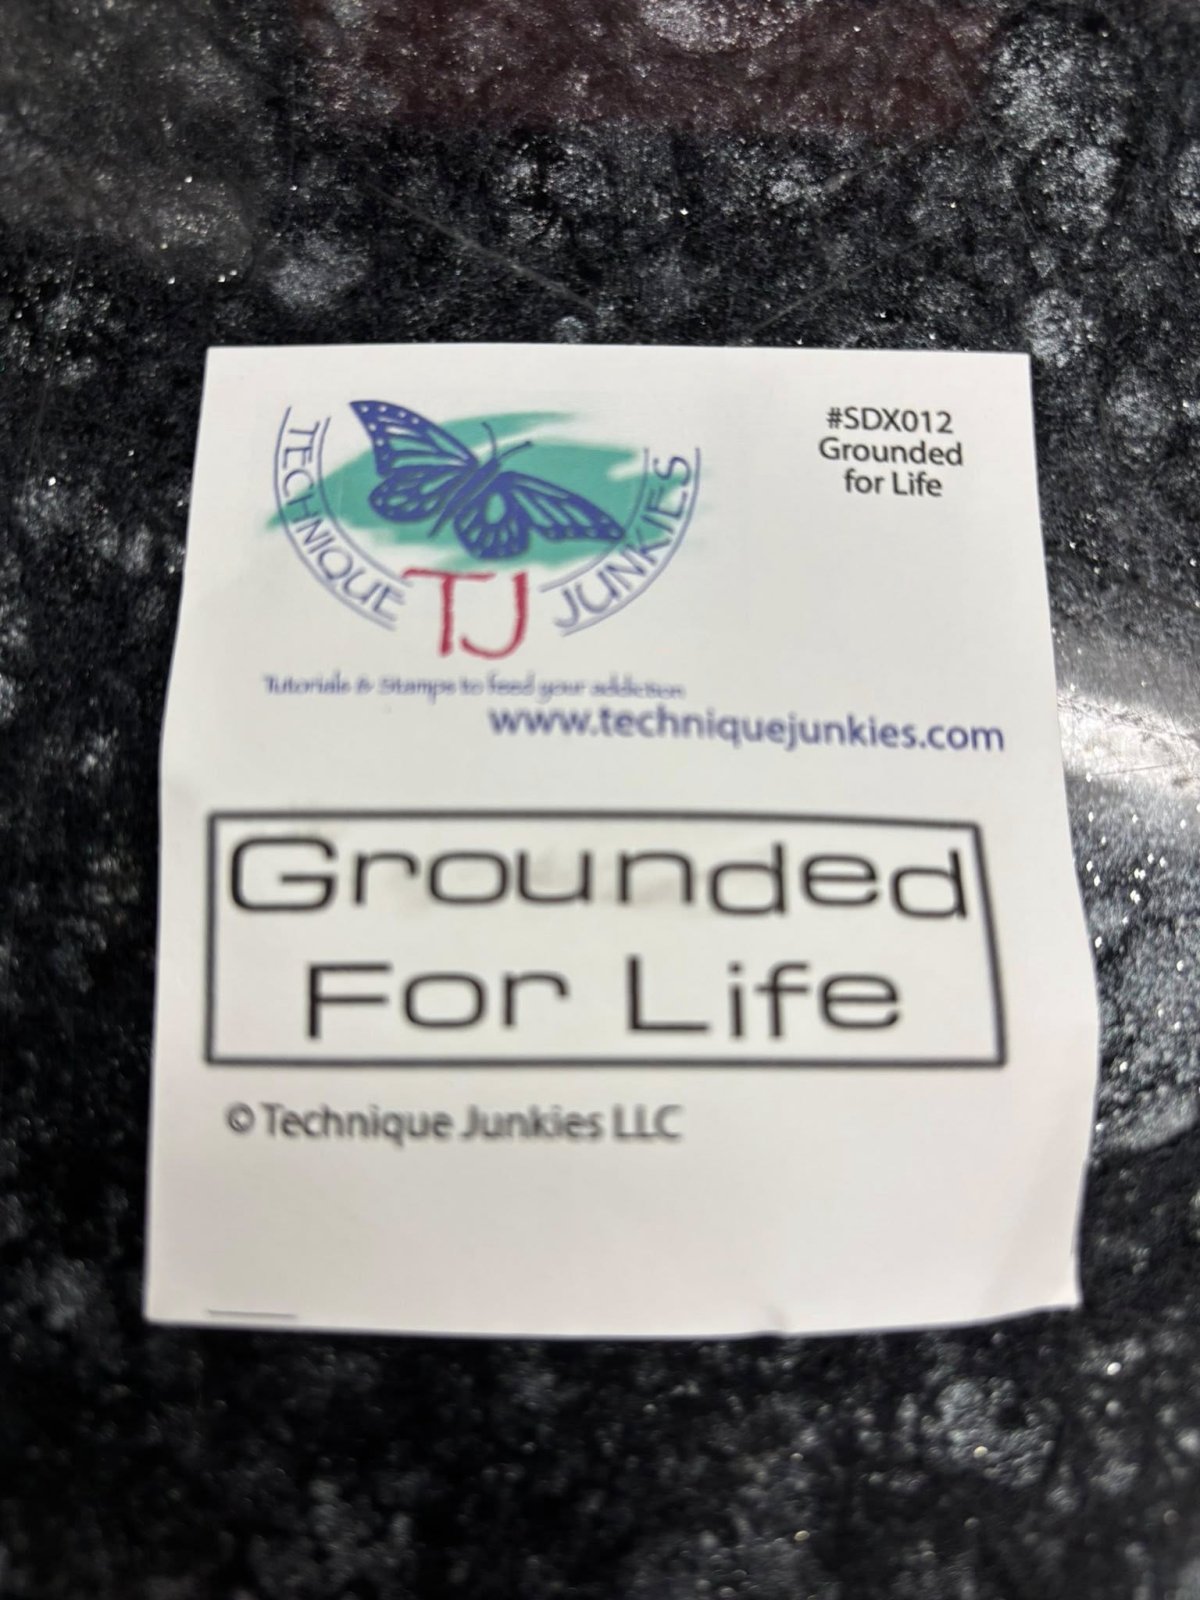 TECHNIQUE JUNKIES
TJ
Tutorials & Stamps to feed your addiction
www.techniquejunkies.com
#SDX012
Grounded
for Life
Grounded
For Life
© Technique Junkies LLC